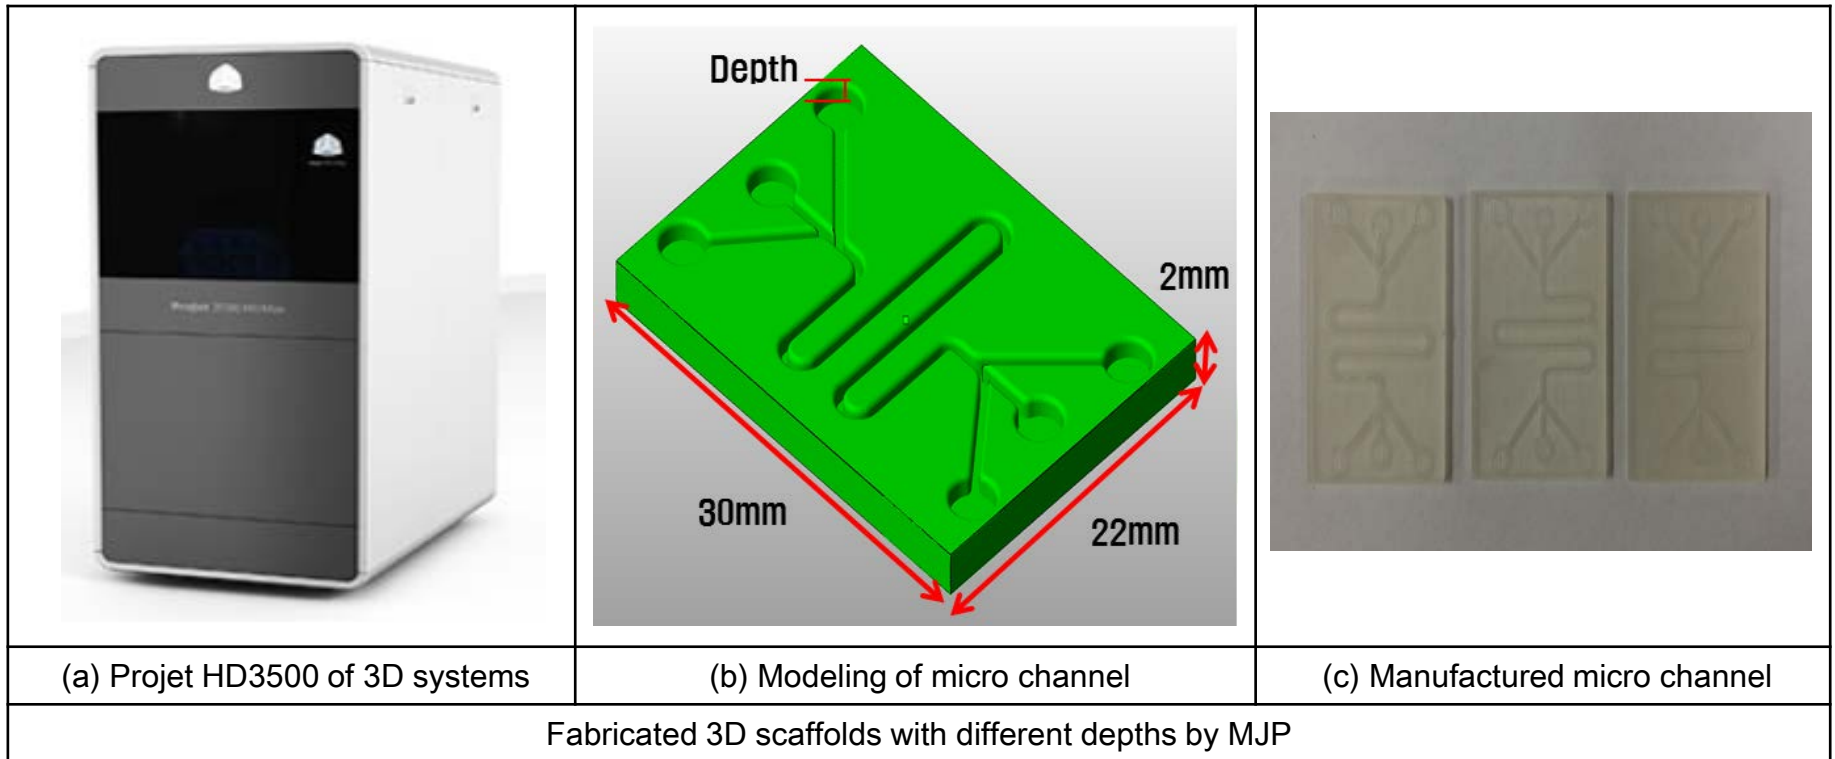 Depth
2mm
30mm
22mm
(a) Projet HD3500 of 3D systems
(b) Modeling of micro channel
(c) Manufactured micro channel
Fabricated 3D scaffolds with different depths by MJP